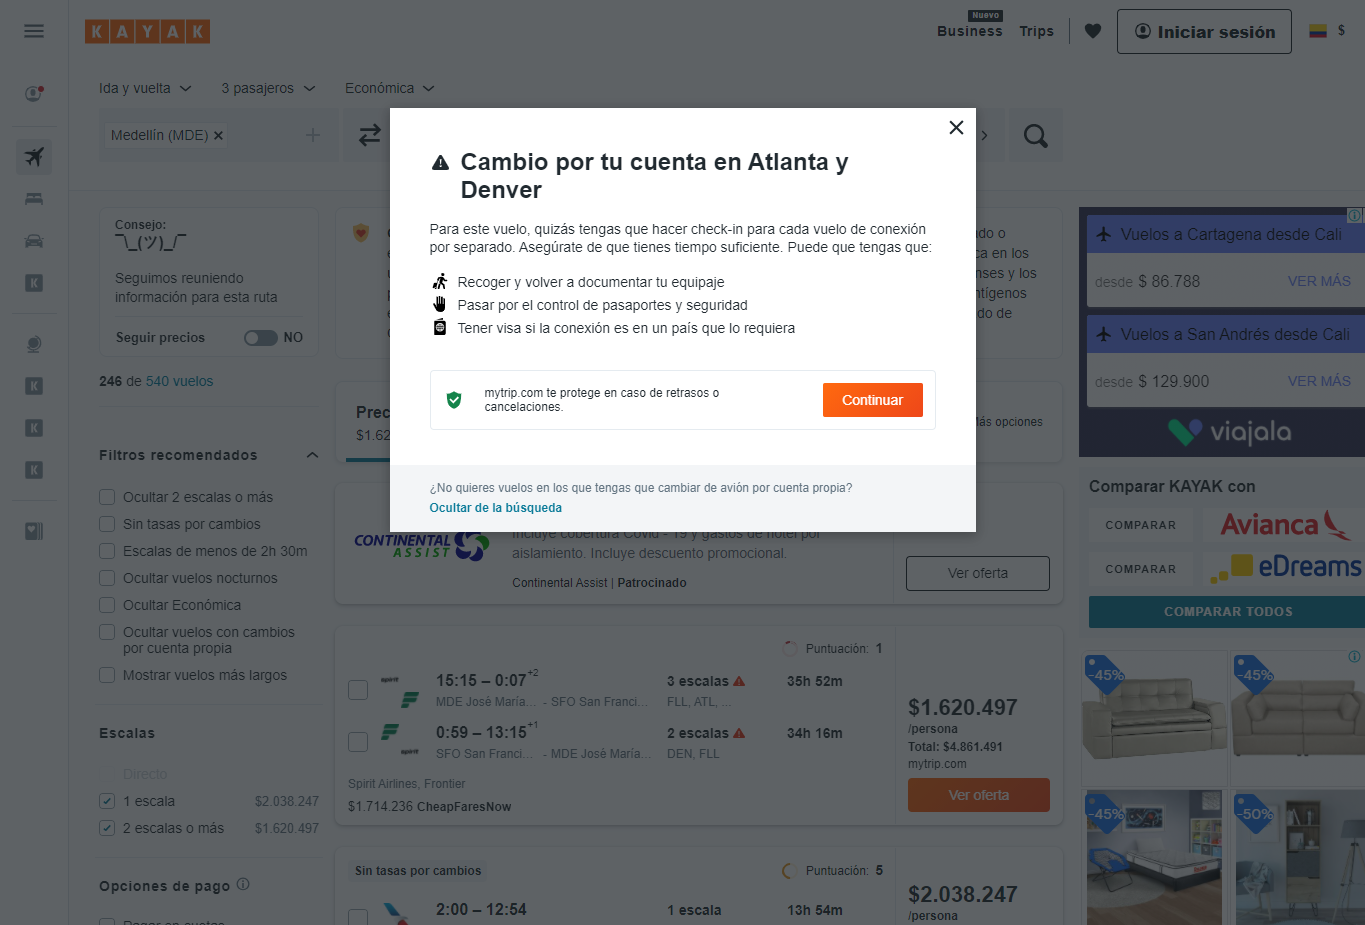 KAYAK
Nuevo
Business
Trips
Iniciar sesión
$
Ida y vuelta
3 pasajeros
Económica
Medellín (MDE)
Cambio por tu cuenta en Atlanta y
Denver
Para este vuelo, quizás tengas que hacer check-in para cada vuelo de conexión
por separado. Asegúrate de que tienes tiempo suficiente. Puede que tengas que:
Recoger y volver a documentar tu equipaje
Pasar por el control de pasaportes y seguridad
Tener visa si la conexión es en un país que lo requiera
mytrip.com te protege en caso de retrasos o
cancelaciones.
Continuar
¿No quieres vuelos en los que tengas que cambiar de avión por cuenta propia?
Ocultar de la búsqueda
Consejo:
¯\_(ツ)_/¯
Seguimos reuniendo
información para esta ruta
Seguir precios
NO
246 de 540 vuelos
Filtros recomendados
Ocultar 2 escalas o más
Sin tasas por cambios
Escalas de menos de 2h 30m
Ocultar vuelos nocturnos
Ocultar Económica
Ocultar vuelos con cambios
por cuenta propia
Mostrar vuelos más largos
Escalas
Directo
1 escala
$2.038.247
2 escalas o más
$1.620.497
Opciones de pago
Más opciones
CONTINENTAL
ASSIST
Incluye cobertura Covid - 19 y gastos de hotel por
aislamiento. Incluye descuento promocional.
Continental Assist | Patrocinado
Ver oferta
Puntuación: 1
spirit
15:15 – 0:07+2
MDE José María... - SFO San Franci...
3 escalas
FLL, ATL, ...
35h 52m
0:59 – 13:15+1
SFO San Franci... - MDE José María...
2 escalas
DEN, FLL
34h 16m
spirit
Spirit Airlines, Frontier
$1.714.236 CheapFaresNow
$1.620.497
/persona
Total: $4.861.491
mytrip.com
Ver oferta
Sin tasas por cambios
Puntuación: 5
2:00 – 12:54
1 escala
13h 54m
$2.038.247
/persona
Vuelos a Cartagena desde Cali
desde $ 86.788
VER MÁS
Vuelos a San Andrés desde Cali
desde $ 129.900
VER MÁS
viajala
Comparar KAYAK con
COMPARAR
Avianca
COMPARAR
eDreams
COMPARAR TODOS
-45%
-45%
-45%
-50%